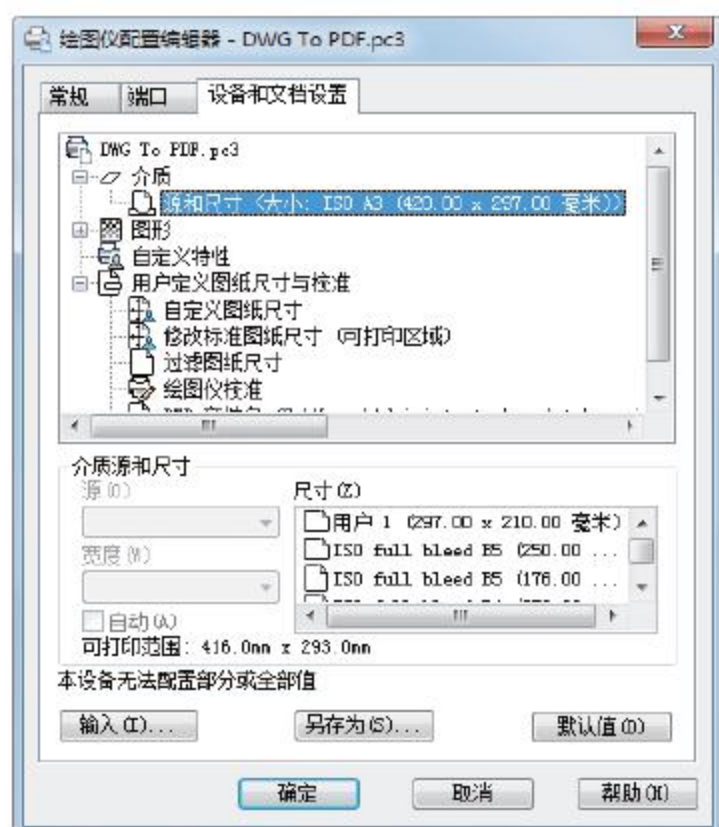 绘图仪配置编辑器 - DWG To PDF.pc3
常规 端口 设备和文档设置
DWG To PDF.pc3
介质
源和尺寸 <大小: ISO A3 (420.00 x 297.00 毫米)>
图形
自定义特性
用户定义图纸尺寸与校准
自定义图纸尺寸
修改标准图纸尺寸 (可打印区域)
过滤图纸尺寸
绘图仪校准
介质源和尺寸
源(O)
尺寸(Z)
用户 1 (297.00 x 210.00 毫米)
宽度(W)
ISO full bleed B5 (250.00 ...
ISO full bleed B5 (176.00 ...
自动(A)
可打印范围: 416.0mm x 293.0mm
本设备无法配置部分或全部值
输入(I)... 另存为(S)... 默认值(D)
确定 取消 帮助(H)